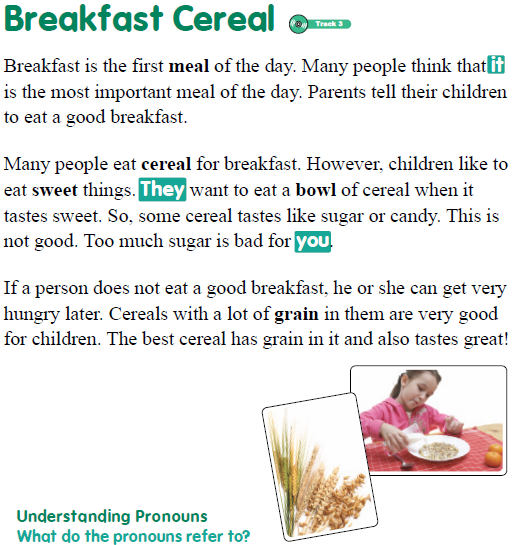 Breakfast Cereal Track 3
Breakfast is the first meal of the day. Many people think that it
is the most important meal of the day. Parents tell their children
to eat a good breakfast.
Many people eat cereal for breakfast. However, children like to
eat sweet things. They want to eat a bowl of cereal when it
tastes sweet. So, some cereal tastes like sugar or candy. This is
not good. Too much sugar is bad for you.
If a person does not eat a good breakfast, he or she can get very
hungry later. Cereals with a lot of grain in them are very good
for children. The best cereal has grain in it and also tastes great!
Understanding Pronouns
What do the pronouns refer to?